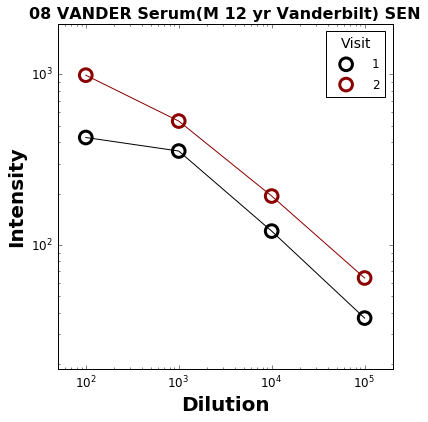 08 VANDER Serum(M 12 yr Vanderbilt) SEN
Visit
1
2
10³
10²
Intensity
10² 10³ 10⁴ 10⁵
Dilution